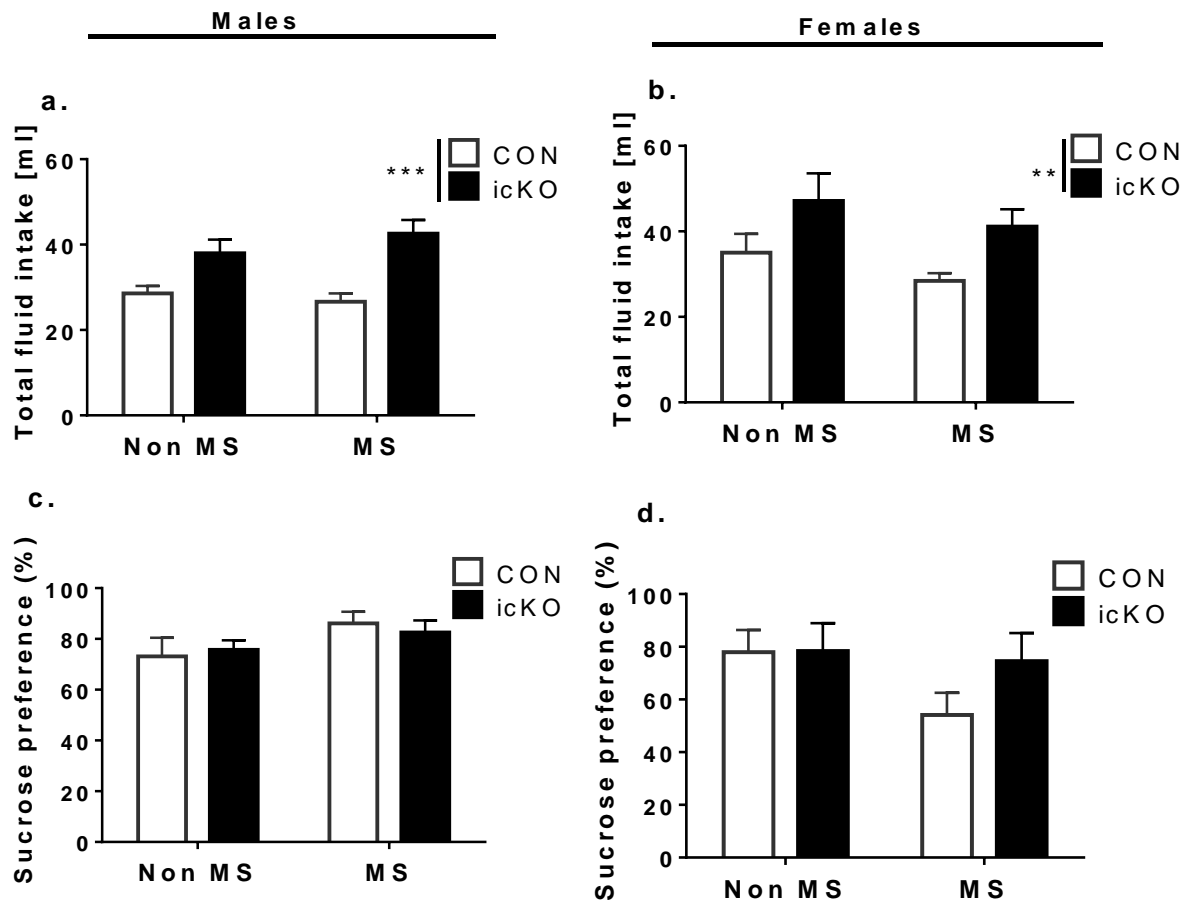 Males
Females
a.
Total fluid intake [ml]
60
40
20
0
***
CON
icKO
Non MS
MS
b.
Total fluid intake [ml]
60
40
20
0
**
CON
icKO
Non MS
MS
c.
Sucrose preference (%)
100
80
60
40
20
0
CON
icKO
Non MS
MS
d.
Sucrose preference (%)
100
80
60
40
20
0
CON
icKO
Non MS
MS